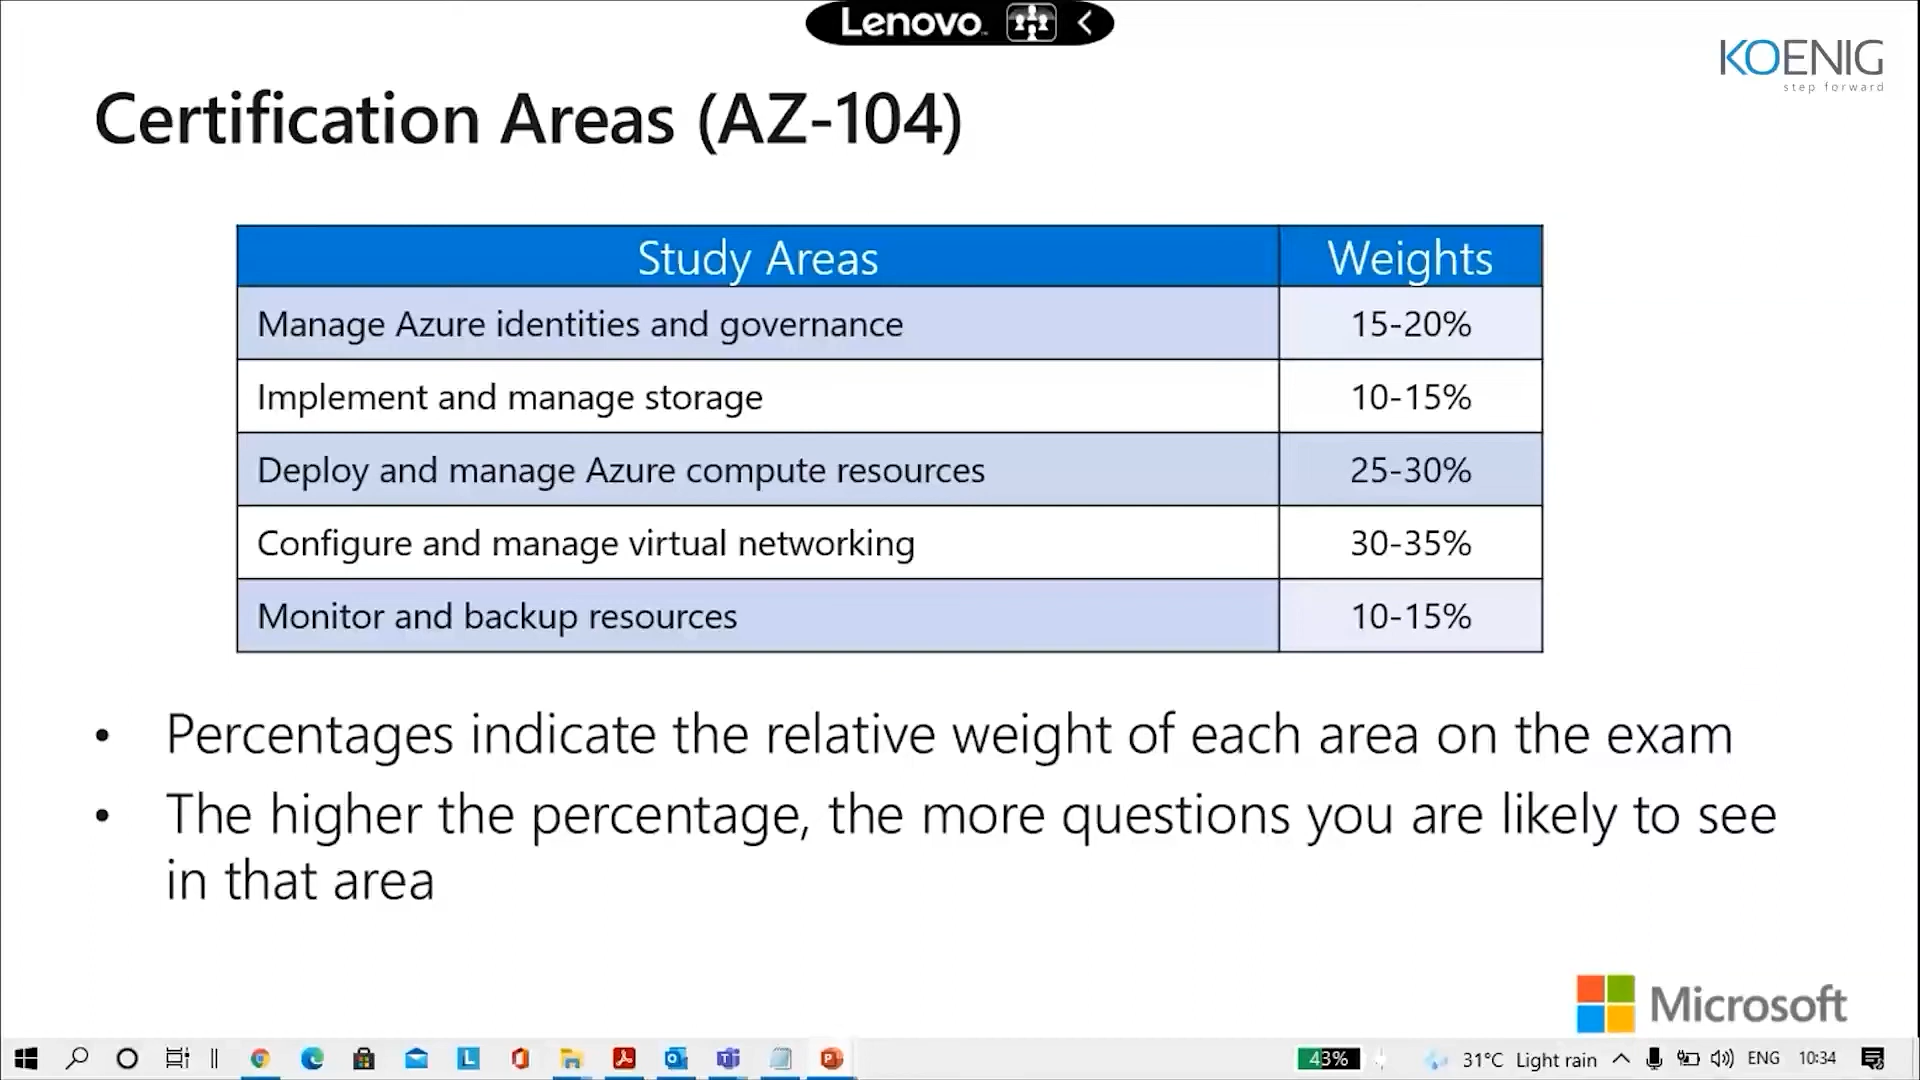 Lenovo
KOENIG
step forward
Certification Areas (AZ-104)
Study Areas Weights
Manage Azure identities and governance 15-20%
Implement and manage storage 10-15%
Deploy and manage Azure compute resources 25-30%
Configure and manage virtual networking 30-35%
Monitor and backup resources 10-15%
• Percentages indicate the relative weight of each area on the exam
• The higher the percentage, the more questions you are likely to see
in that area
Microsoft
43% 31°C Light rain ENG 10:34